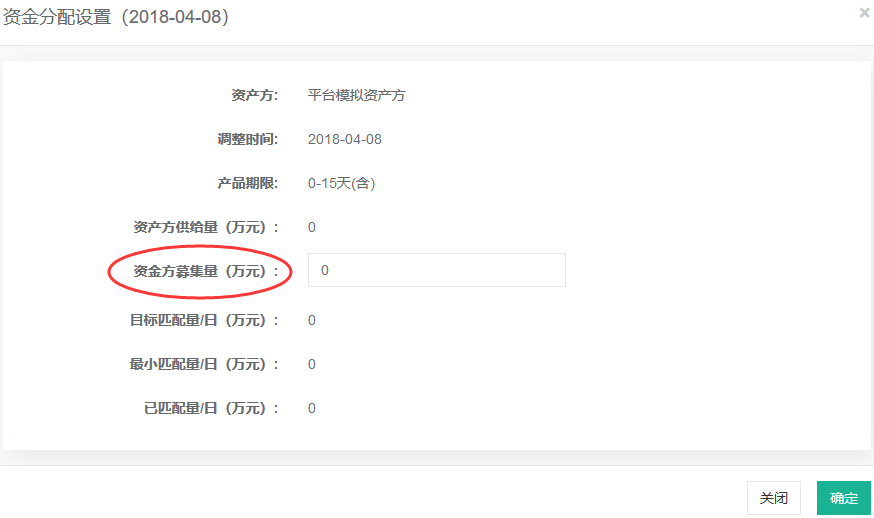 资金分配设置（2018-04-08）
×
资产方: 平台模拟资产方
调整时间: 2018-04-08
产品期限: 0-15天(含)
资产方供给量（万元）: 0
资金方募集量（万元）: 0
目标匹配量/日（万元）: 0
最小匹配量/日（万元）: 0
已匹配量/日（万元）: 0
关闭 确定